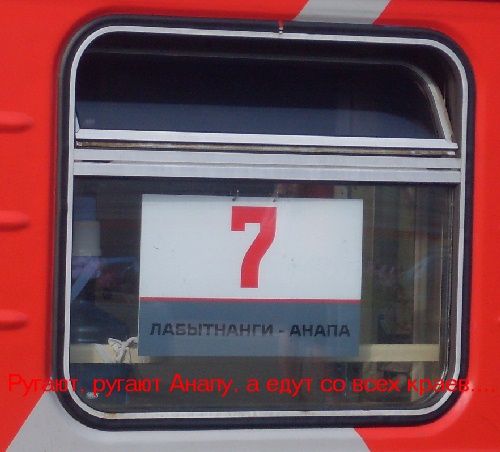 7
ЛАБЫТНАНГИ - АНАПА
Ругают, ругают Анапу, а едут со всех краев....